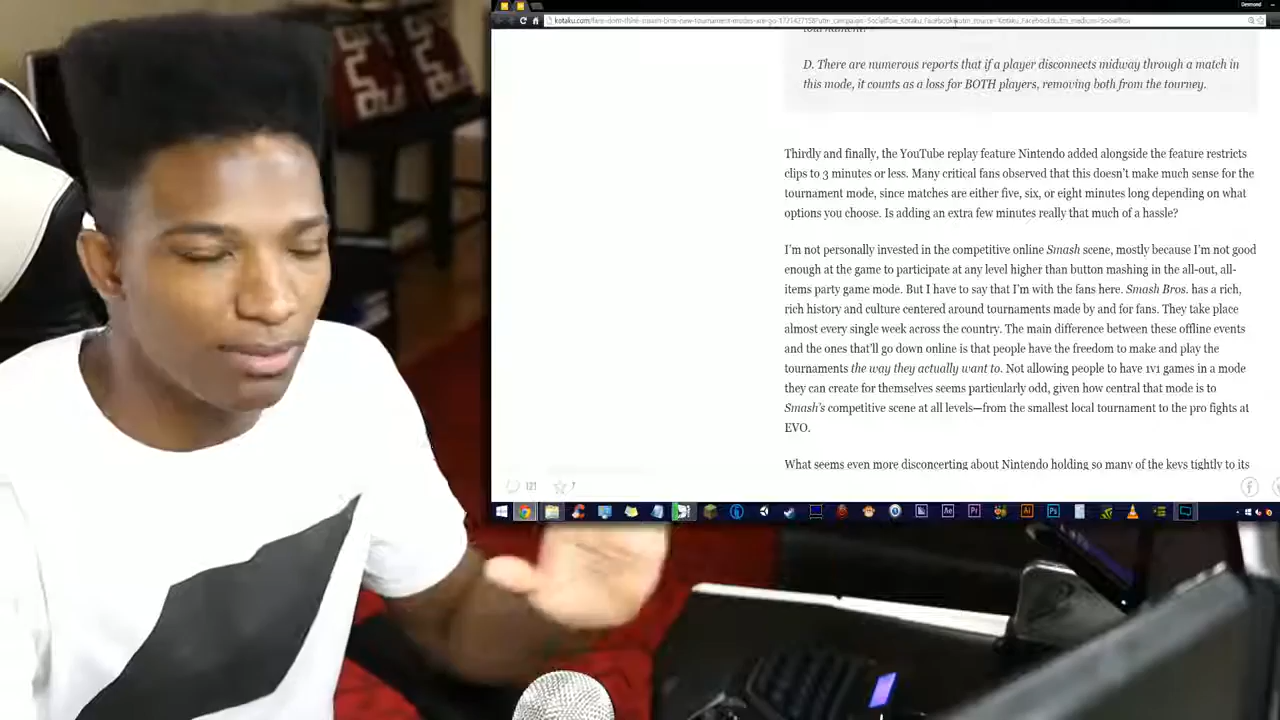 Desmond
tournament?
D. There are numerous reports that if a player disconnects midway through a match in
this mode, it counts as a loss for BOTH players, removing both from the tourney.
Thirdly and finally, the YouTube replay feature Nintendo added alongside the feature restricts
clips to 3 minutes or less. Many critical fans observed that this doesn't make much sense for the
tournament mode, since matches are either five, six, or eight minutes long depending on what
options you choose. Is adding an extra few minutes really that much of a hassle?
I'm not personally invested in the competitive online Smash scene, mostly because I'm not good
enough at the game to participate at any level higher than button mashing in the all-out, all-
items party game mode. But I have to say that I'm with the fans here. Smash Bros. has a rich,
rich history and culture centered around tournaments made by and for fans. They take place
almost every single week across the country. The main difference between these offline events
and the ones that'll go down online is that people have the freedom to make and play the
tournaments the way they actually want to. Not allowing people to have 1v1 games in a mode
they can create for themselves seems particularly odd, given how central that mode is to
Smash's competitive scene at all levels—from the smallest local tournament to the pro fights at
EVO.
What seems even more disconcerting about Nintendo holding so many of the keys tightly to its
121 7
Ae Pr Ai Ps